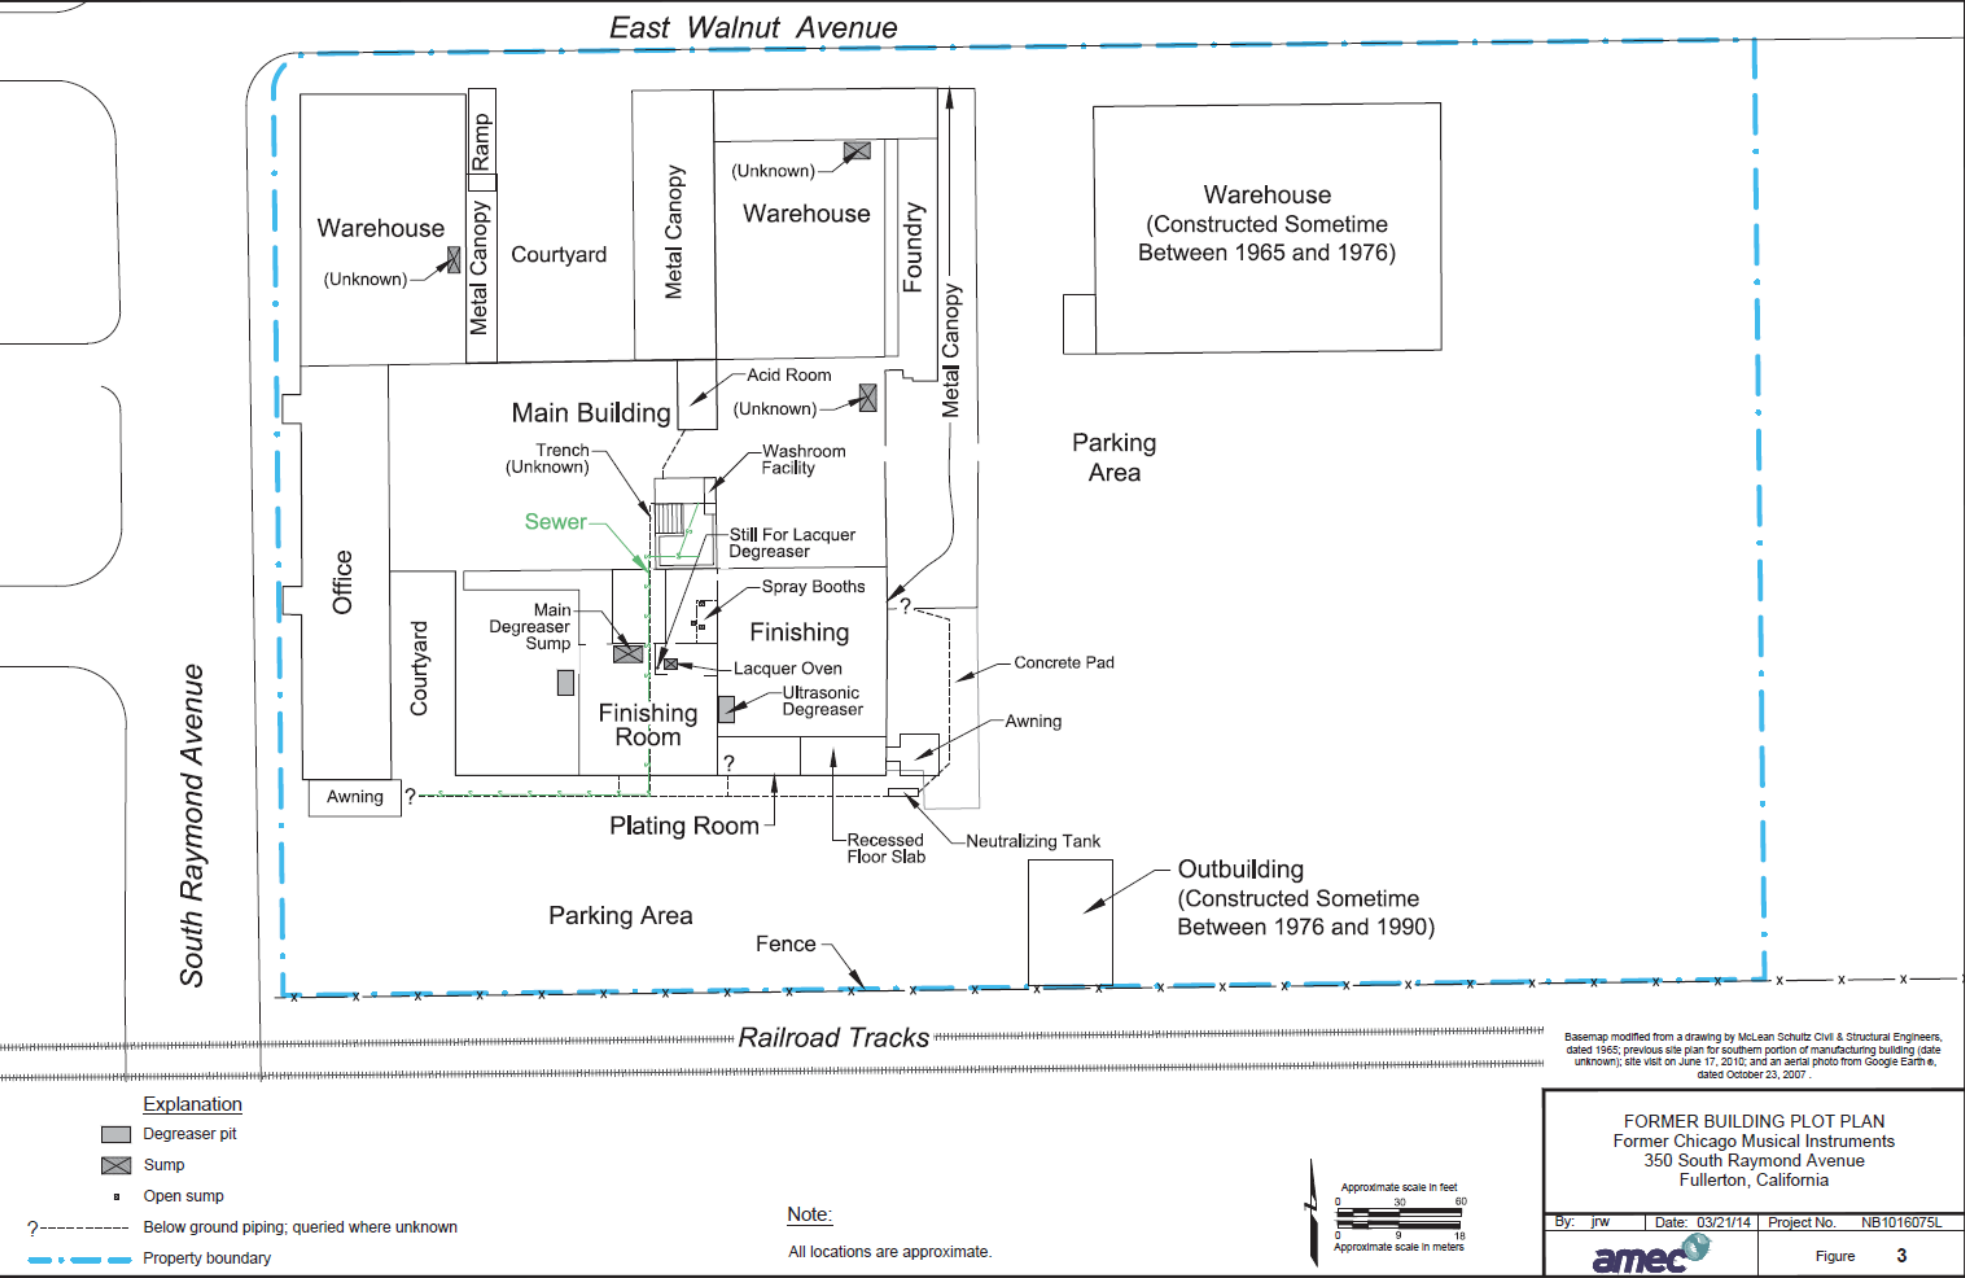 East Walnut Avenue
Ramp
Metal Canopy
Warehouse
(Unknown)
Courtyard
Metal Canopy
(Unknown)
Warehouse
Foundry
Metal Canopy
Warehouse
(Constructed Sometime
Between 1965 and 1976)
Acid Room
(Unknown)
Main Building
Trench
(Unknown)
Washroom
Facility
Parking
Area
Sewer
Still For Lacquer
Degreaser
Office
Spray Booths
Main
Degreaser
Sump
Finishing
?
Courtyard
Lacquer Oven
Concrete Pad
Ultrasonic
Degreaser
Finishing
Room
Awning
?
Awning
?
Plating Room
Recessed
Floor Slab
Neutralizing Tank
South Raymond Avenue
Outbuilding
(Constructed Sometime
Between 1976 and 1990)
Parking Area
Fence
x x x x x x x x x x x x x x x x x x x x x x x x x x x
Railroad Tracks
Basemap modified from a drawing by McLean Schultz Civil & Structural Engineers,
dated 1965; previous site plan for southern portion of manufacturing building (date
unknown); site visit on June 17, 2010; and an aerial photo from Google Earth ®,
dated October 23, 2007 .
Explanation
Degreaser pit
Sump
Open sump
? Below ground piping; queried where unknown
Property boundary
Note:
All locations are approximate.
Approximate scale in feet
0 30 60
0 9 18
Approximate scale in meters
FORMER BUILDING PLOT PLAN
Former Chicago Musical Instruments
350 South Raymond Avenue
Fullerton, California
By: jrw Date: 03/21/14 Project No. NB1016075L
amec
Figure 3